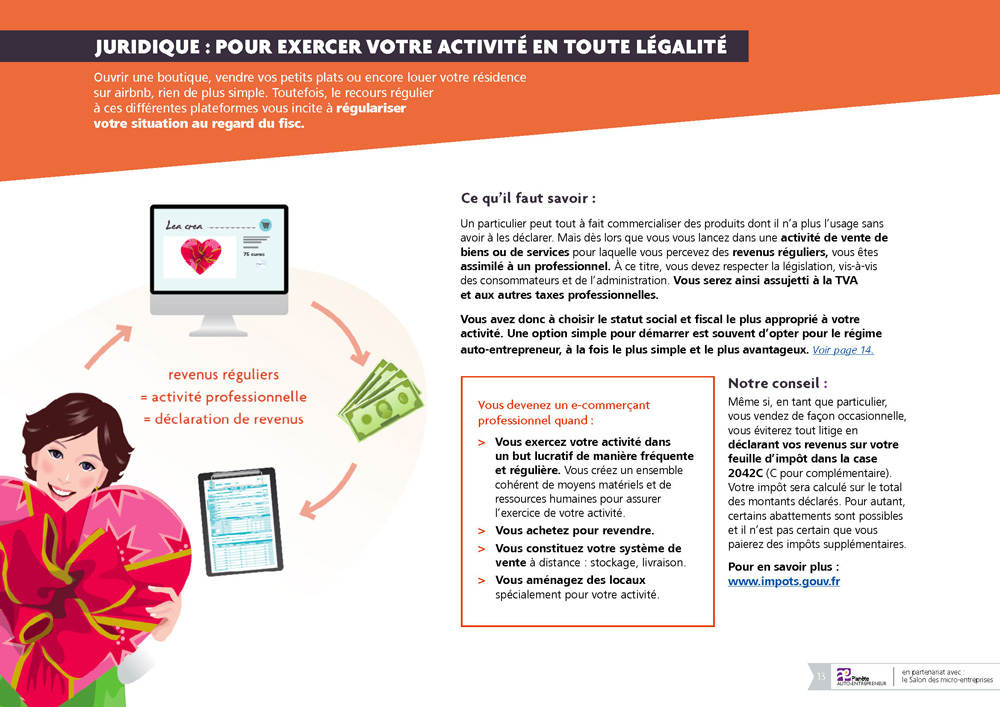 JURIDIQUE : POUR EXERCER VOTRE ACTIVITÉ EN TOUTE LÉGALITÉ
Ouvrir une boutique, vendre vos petits plats ou encore louer votre résidence
sur airbnb, rien de plus simple. Toutefois, le recours régulier
à ces différentes plateformes vous incite à régulariser
votre situation au regard du fisc.
Lea crea
75 euros
revenus réguliers
= activité professionnelle
= déclaration de revenus
Ce qu'il faut savoir :
Un particulier peut tout à fait commercialiser des produits dont il n'a plus l'usage sans
avoir à les déclarer. Mais dès lors que vous vous lancez dans une activité de vente de
biens ou de services pour laquelle vous percevez des revenus réguliers, vous êtes
assimilé à un professionnel. À ce titre, vous devez respecter la législation, vis-à-vis
des consommateurs et de l'administration. Vous serez ainsi assujetti à la TVA
et aux autres taxes professionnelles.
Vous avez donc à choisir le statut social et fiscal le plus approprié à votre
activité. Une option simple pour démarrer est souvent d'opter pour le régime
auto-entrepreneur, à la fois le plus simple et le plus avantageux. Voir page 14.
Vous devenez un e-commerçant
professionnel quand :
> Vous exercez votre activité dans
un but lucratif de manière fréquente
et régulière. Vous créez un ensemble
cohérent de moyens matériels et de
ressources humaines pour assurer
l'exercice de votre activité.
> Vous achetez pour revendre.
> Vous constituez votre système de
vente à distance : stockage, livraison.
> Vous aménagez des locaux
spécialement pour votre activité.
Notre conseil :
Même si, en tant que particulier,
vous vendez de façon occasionnelle,
vous éviterez tout litige en
déclarant vos revenus sur votre
feuille d'impôt dans la case
2042C (C pour complémentaire).
Votre impôt sera calculé sur le total
des montants déclarés. Pour autant,
certains abattements sont possibles
et il n'est pas certain que vous
paierez des impôts supplémentaires.
Pour en savoir plus :
www.impots.gouv.fr
13
Planète
AUTO-ENTREPRENEUR
en partenariat avec :
le Salon des micro-entreprises